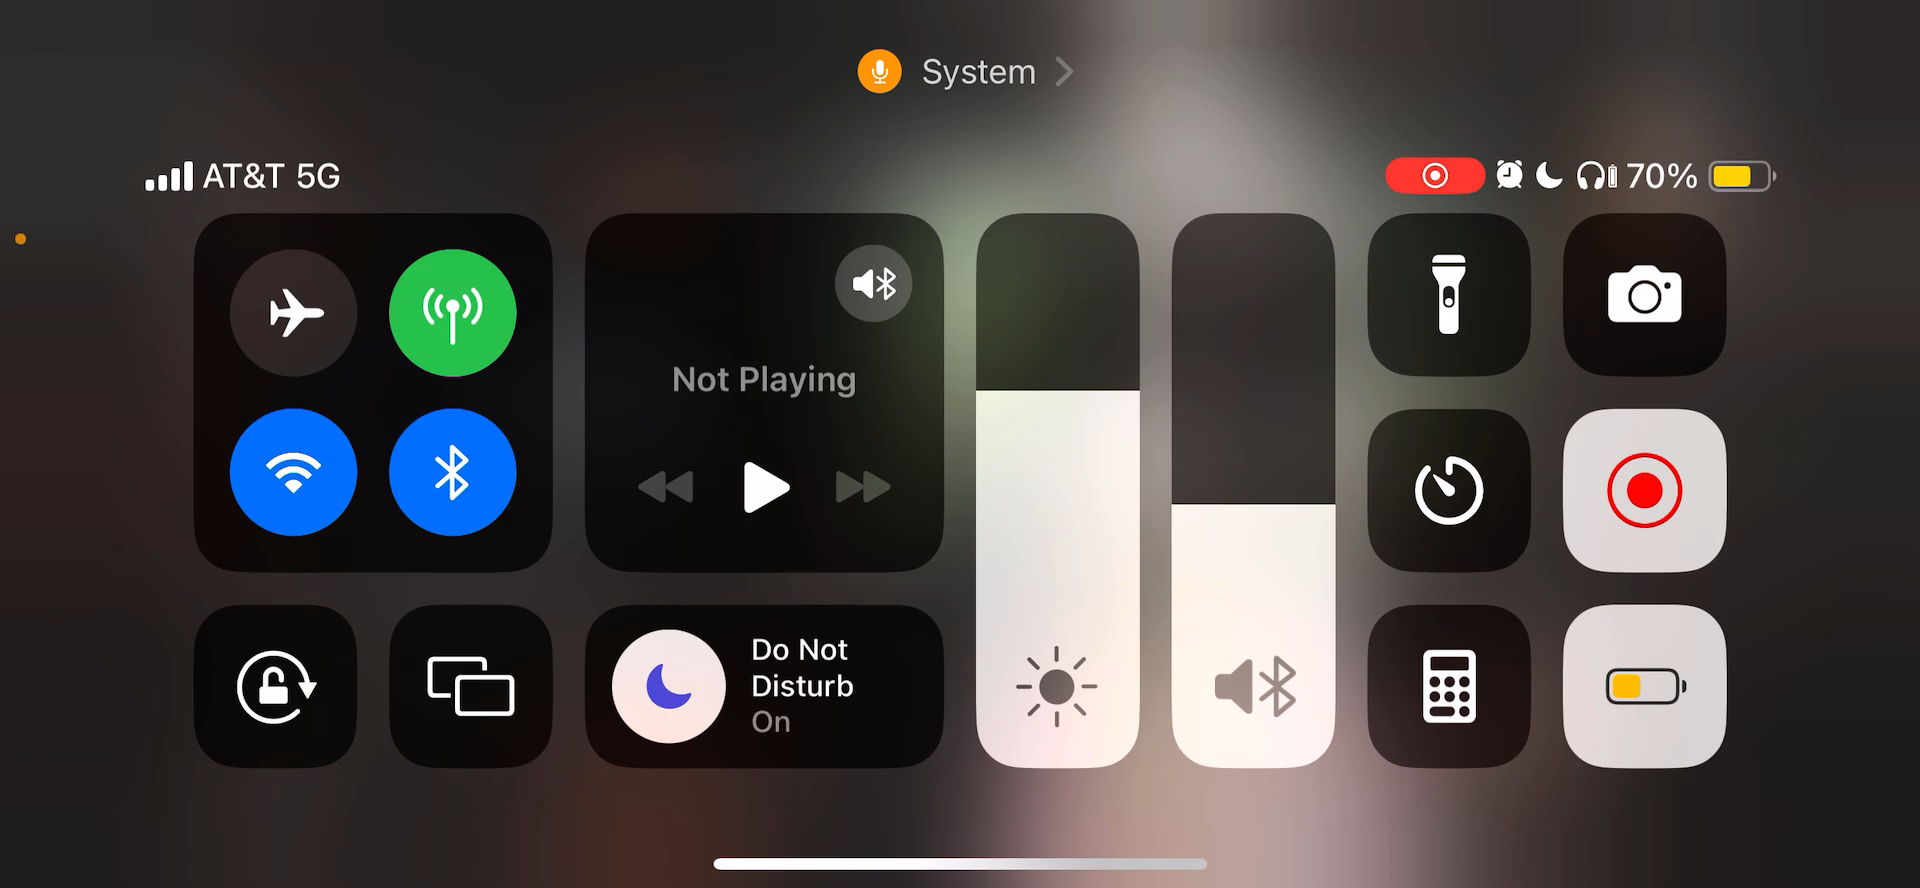 System
AT&T 5G
70%
Not Playing
Do Not
Disturb
On